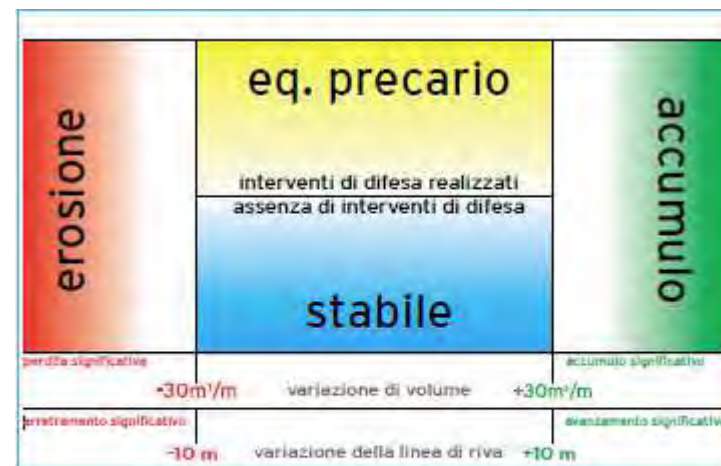 erosione
eq. precario
interventi di difesa realizzati
assenza di interventi di difesa
stabile
accumulo
perdita significativa
accumulo significativo
-30m³/m variazione di volume +30m³/m
arretramento significativo
avanzamento significativo
-10 m variazione della linea di riva +10 m